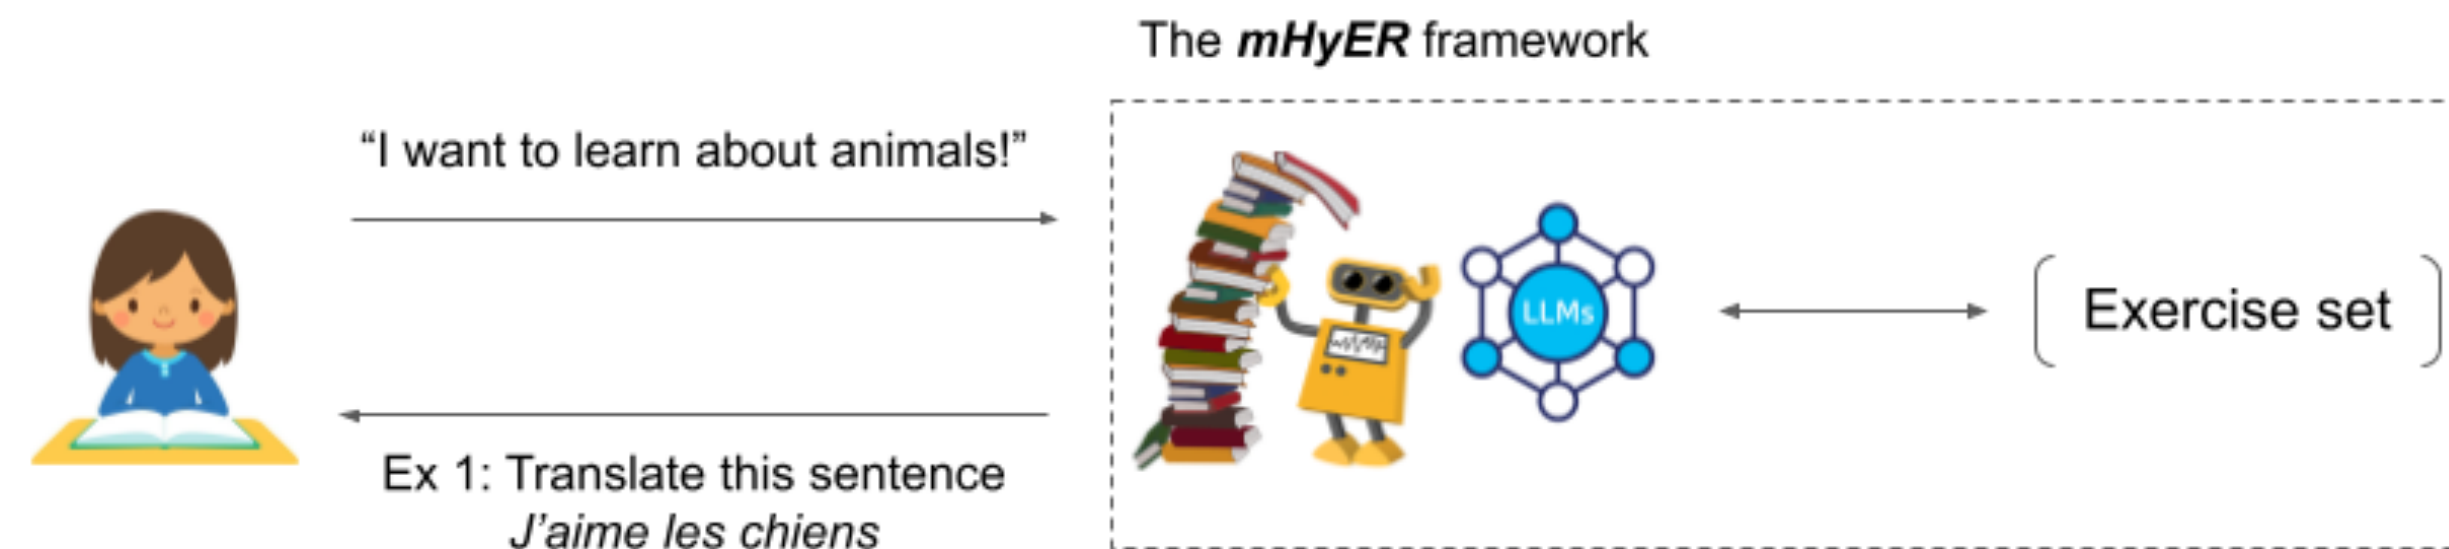 The mHyER framework
“I want to learn about animals!”
LLMs
Exercise set
Ex 1: Translate this sentence
J’aime les chiens